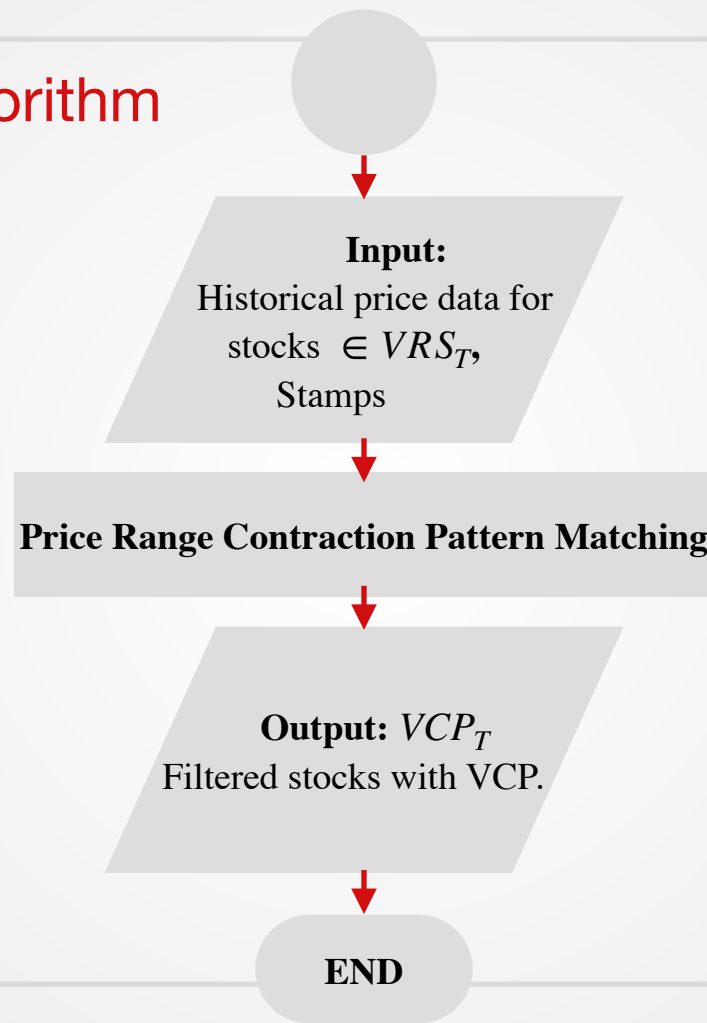 orithm
Input:
Historical price data for
stocks ∈ VRS_T,
Stamps
Price Range Contraction Pattern Matching
Output: VCP_T
Filtered stocks with VCP.
END